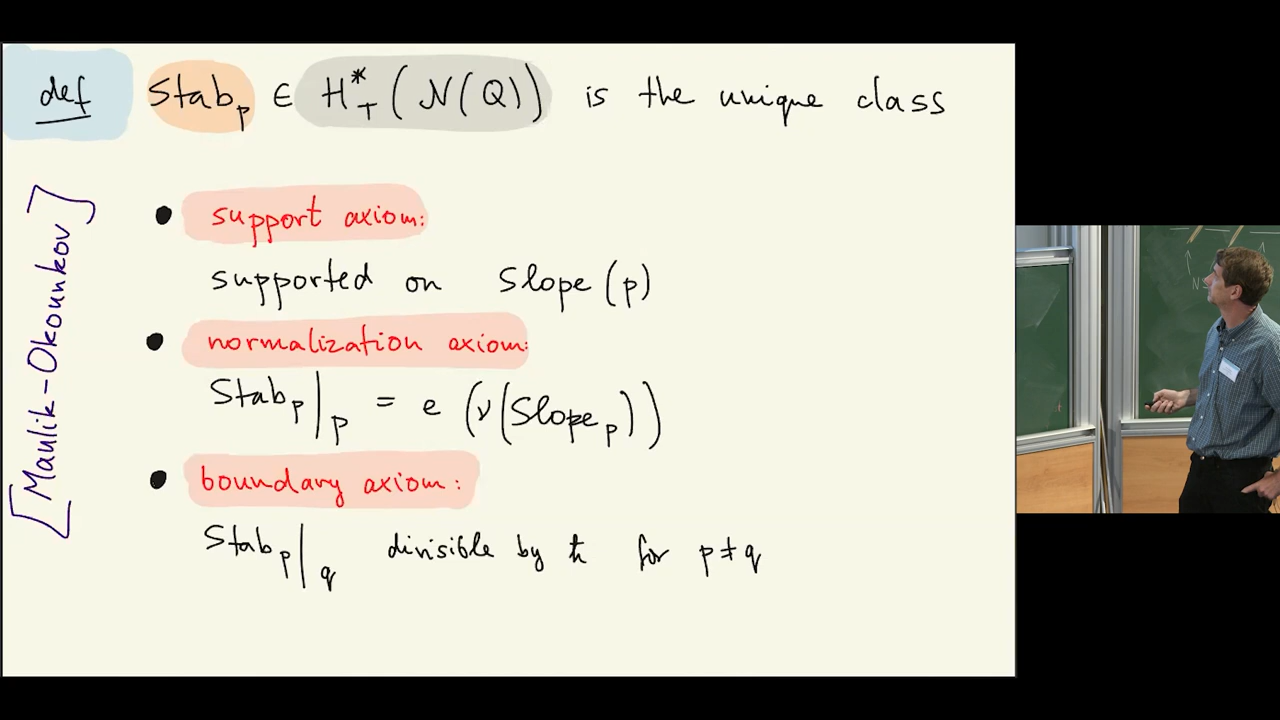 def Stab_p ∈ H*_T (N(Q)) is the unique class
[Maulik-Okounkov]
• support axiom:
supported on Slope(p)
• normalization axiom:
Stab_p|_p = e (ν(Slope_p))
• boundary axiom:
Stab_p|_q divisible by ħ for p≠q
NS